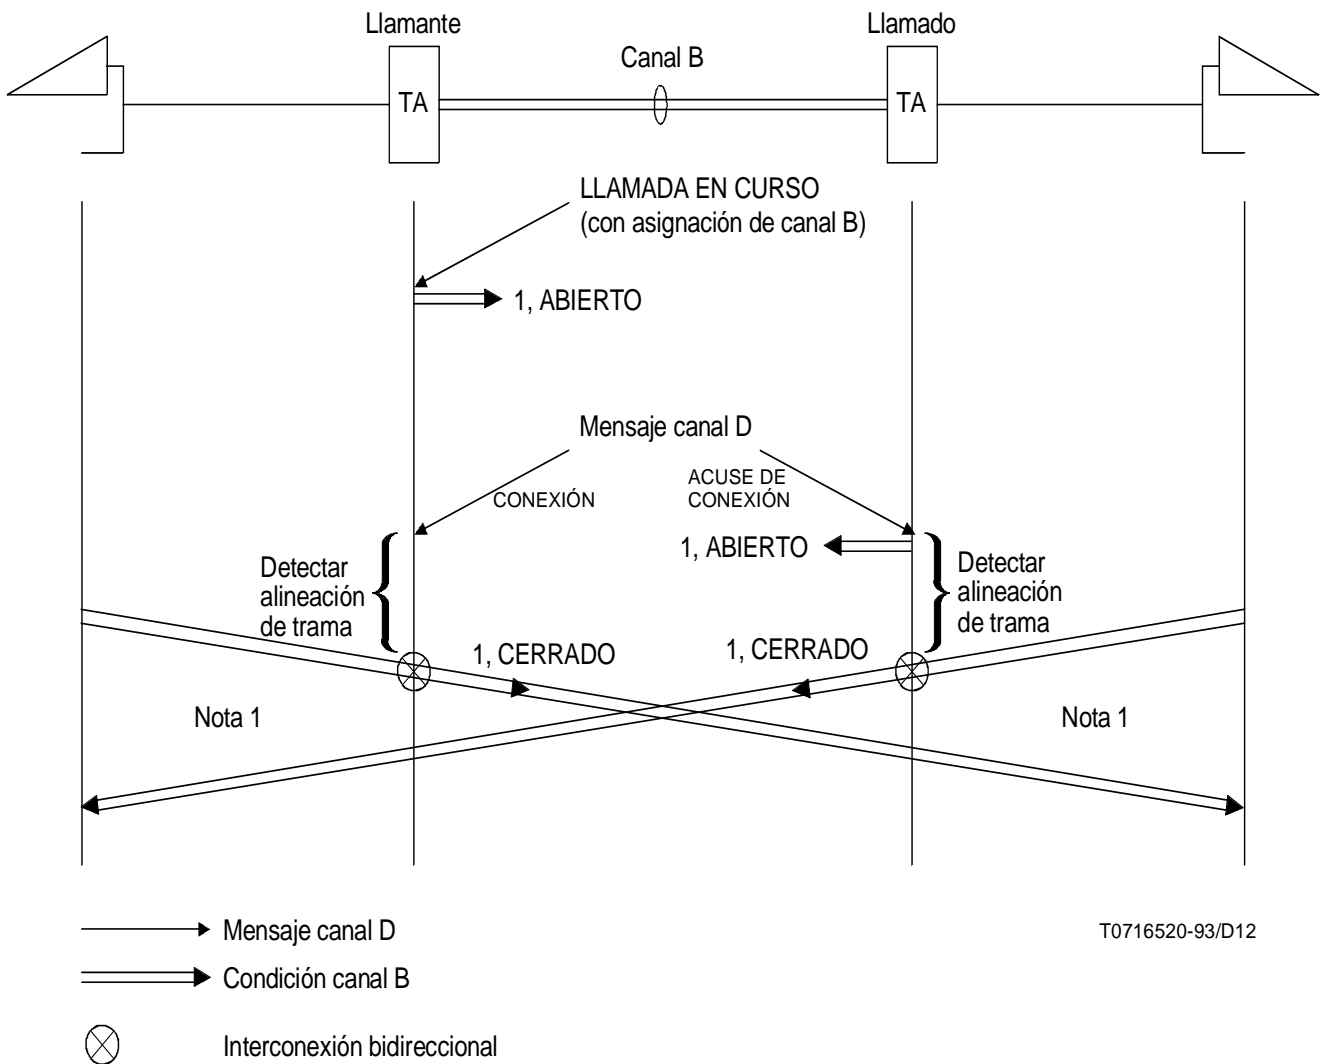 Llamante
Llamado
Canal B
TA
TA
LLAMADA EN CURSO
(con asignación de canal B)
1, ABIERTO
Mensaje canal D
CONEXIÓN
ACUSE DE
CONEXIÓN
1, ABIERTO
Detectar
alineación
de trama
Detectar
alineación
de trama
1, CERRADO
1, CERRADO
Nota 1
Nota 1
Mensaje canal D
T0716520-93/D12
Condición canal B
Interconexión bidireccional